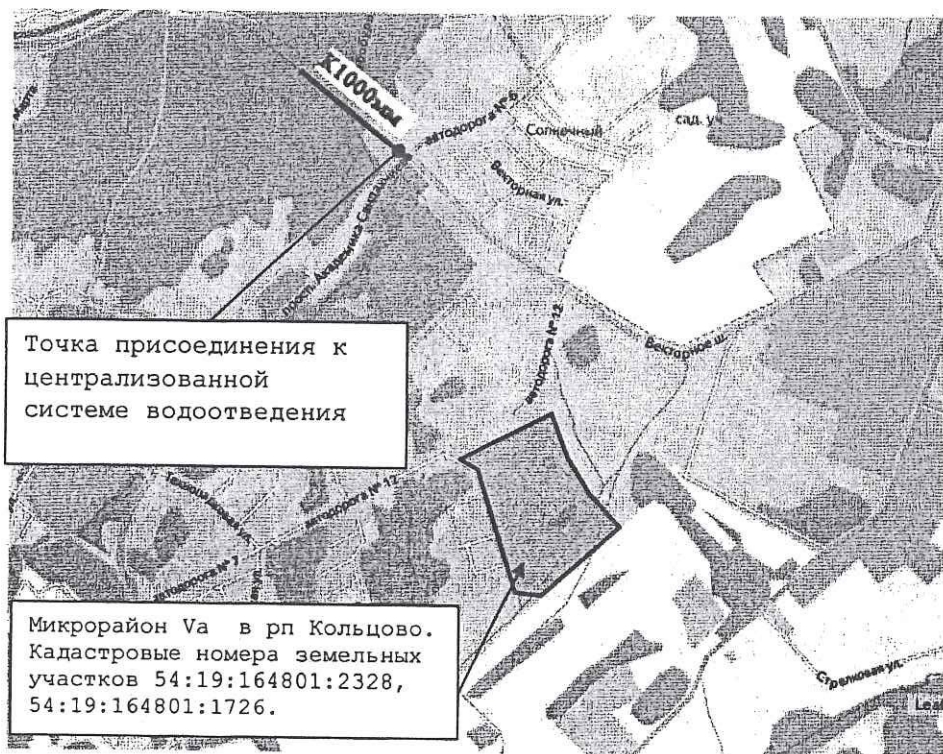 К1000мм
автодорога № 6
Солнечный
сад. уч.
Векторная ул.
Точка присоединения к
централизованной
системе водоотведения
автодорога № 12
Векторное ш.
автодорога № 12
автодорога № 7
Микрорайон Va в рп Кольцово.
Кадастровые номера земельных
участков 54:19:164801:2328,
54:19:164801:1726.
Стрелковая ул.